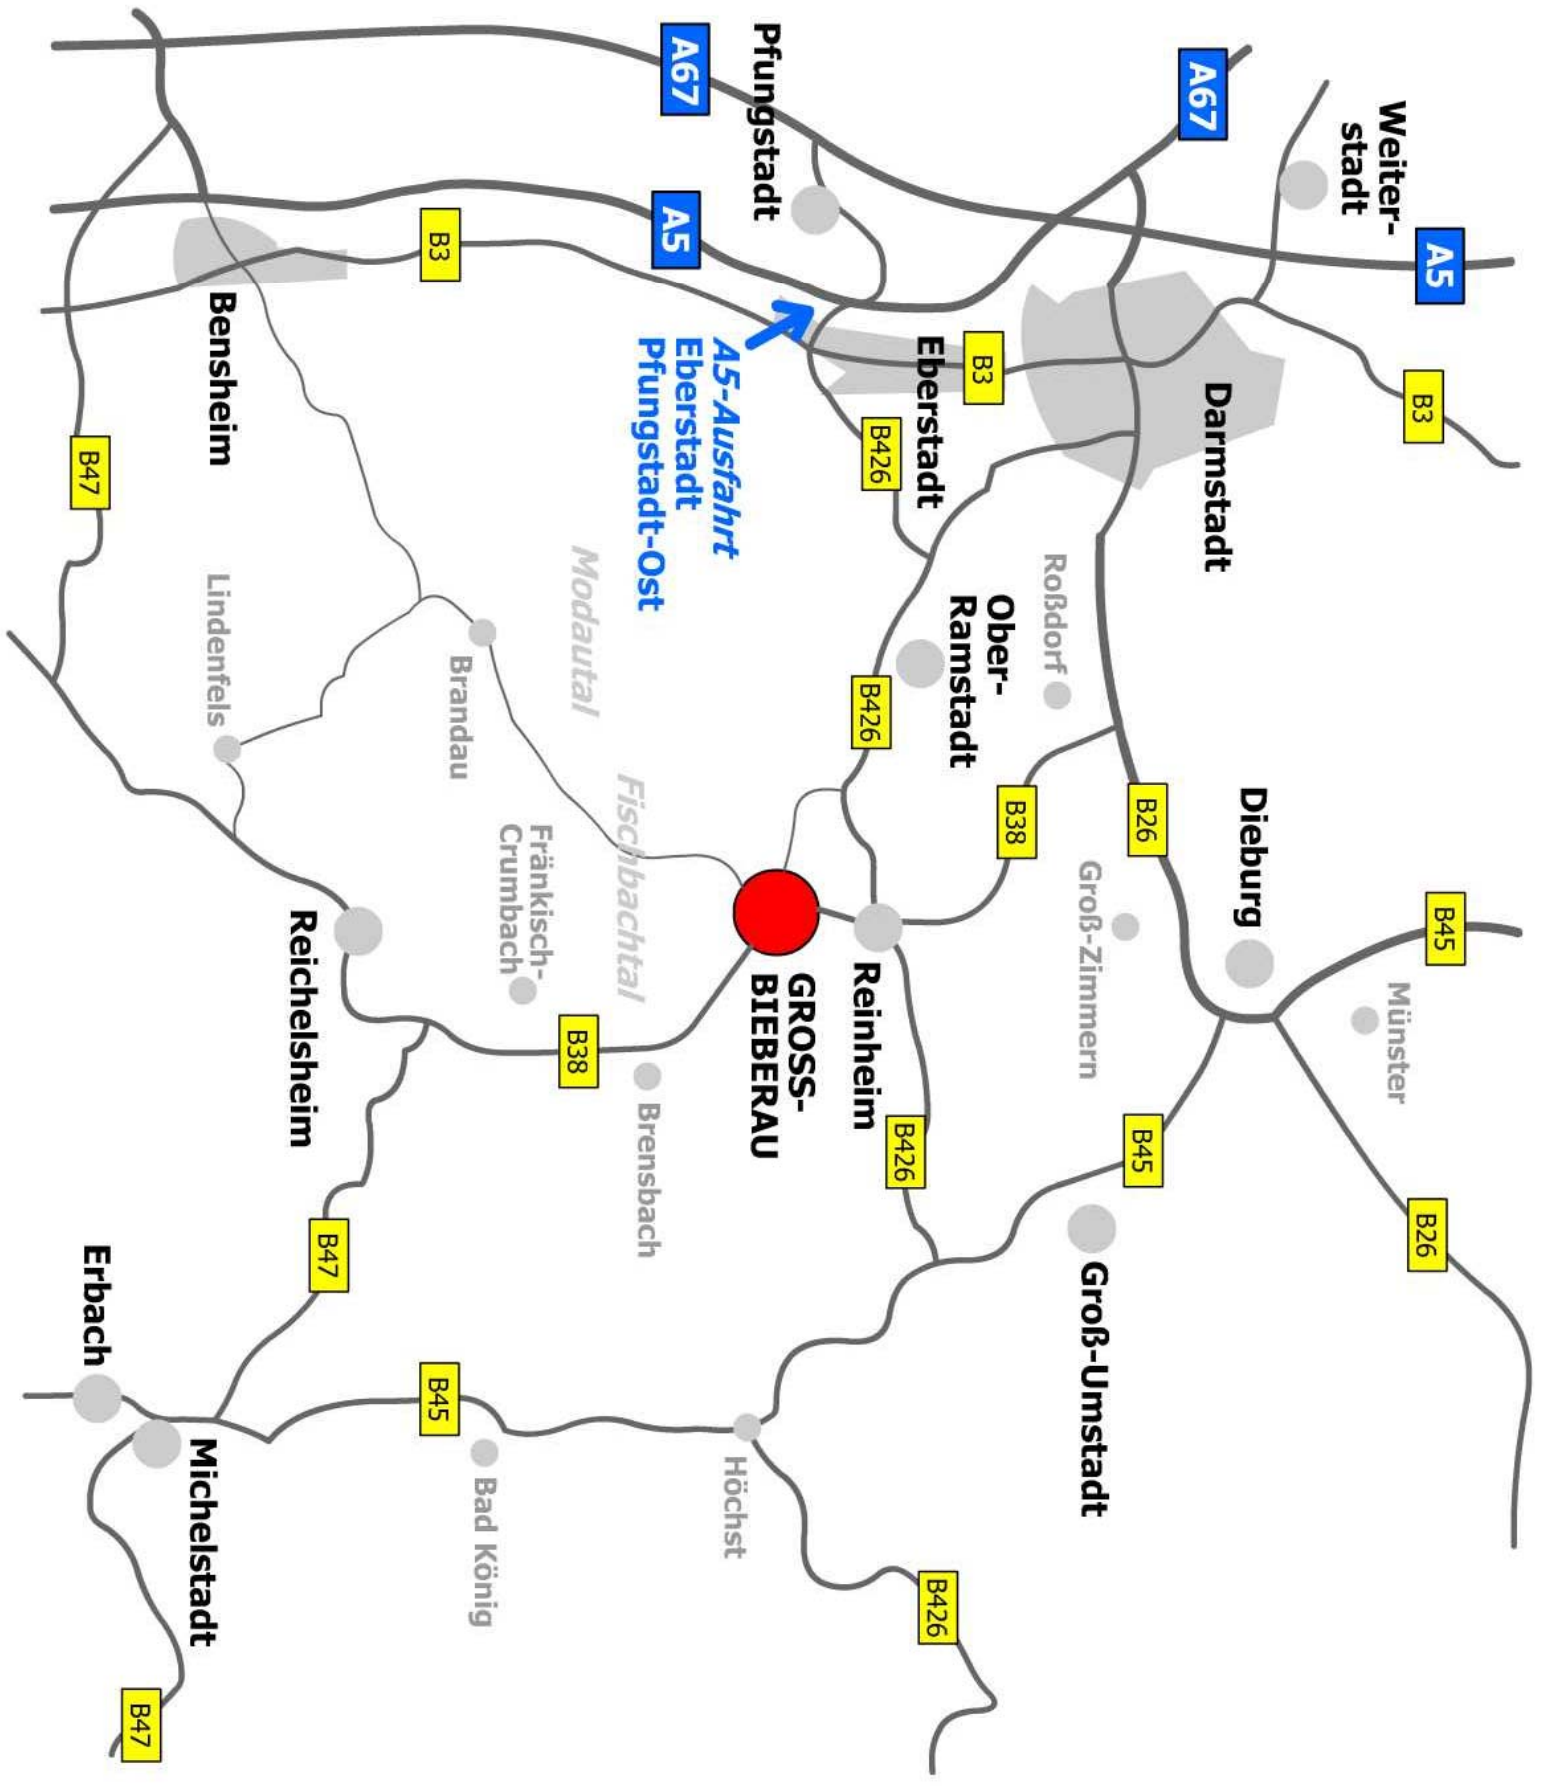 A5
B45
B3
B26
Weiter-
stadt
Münster
Dieburg
Darmstadt
A67
B26
B45
Groß-Umstadt
Groß-Zimmern
Roßdorf
B38
Ober-
Ramstadt
B3
Eberstadt
B426
B426
B426
B426
Reinheim
GROSS-
BIEBERAU
Pfungstadt
Höchst
A5-Ausfahrt
Eberstadt
Pfungstadt-Ost
A67
A5
Brensbach
Fischbachtal
Modautal
B38
Fränkisch-
Crumbach
Bad König
Brandau
B3
B45
B47
Reichelsheim
Bensheim
Lindenfels
Michelstadt
B47
Erbach
B47